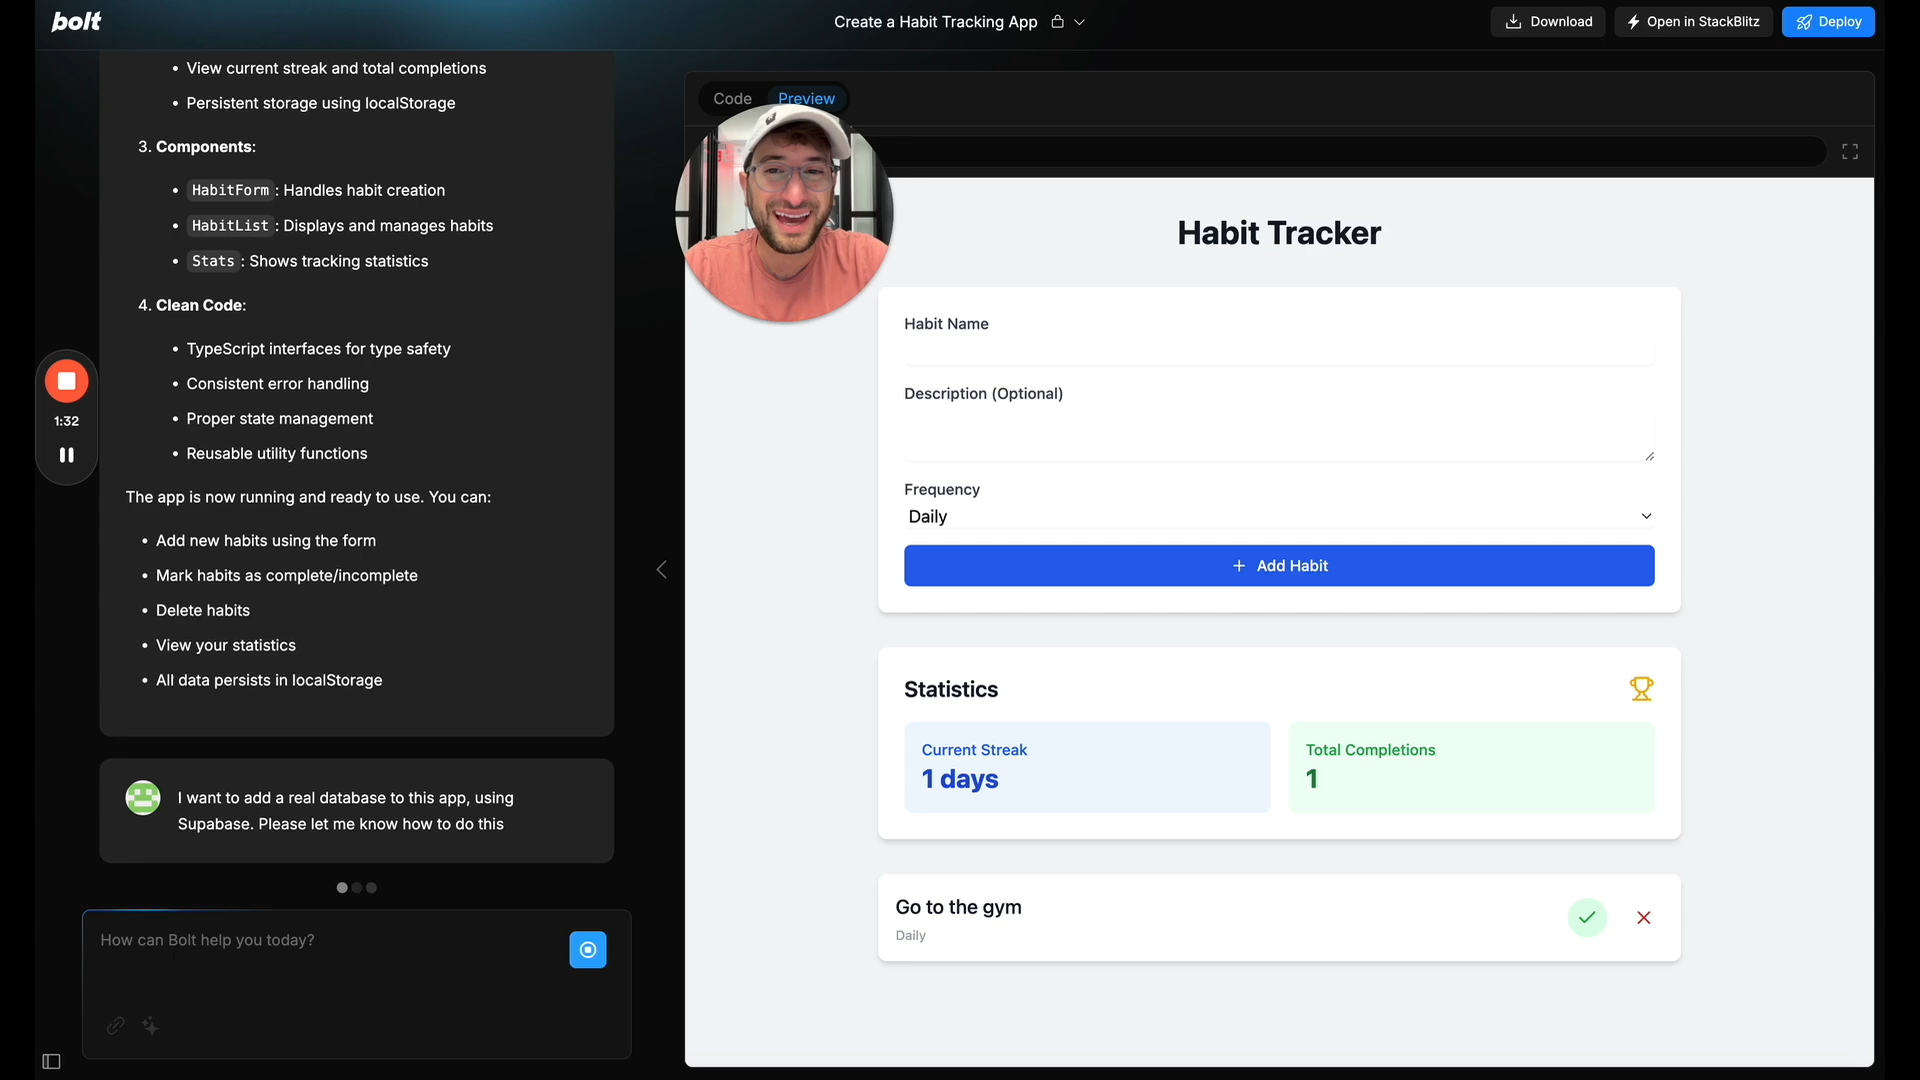 bolt
Create a Habit Tracking App
Download
Open in StackBlitz
Deploy
• View current streak and total completions
• Persistent storage using localStorage
3. Components:
• HabitForm: Handles habit creation
• HabitList: Displays and manages habits
• Stats: Shows tracking statistics
4. Clean Code:
• TypeScript interfaces for type safety
• Consistent error handling
• Proper state management
• Reusable utility functions
The app is now running and ready to use. You can:
• Add new habits using the form
• Mark habits as complete/incomplete
• Delete habits
• View your statistics
• All data persists in localStorage
1:32
I want to add a real database to this app, using
Supabase. Please let me know how to do this
How can Bolt help you today?
Code
Preview
Habit Tracker
Habit Name
Description (Optional)
Frequency
Daily
+ Add Habit
Statistics
Current Streak
1 days
Total Completions
1
Go to the gym
Daily